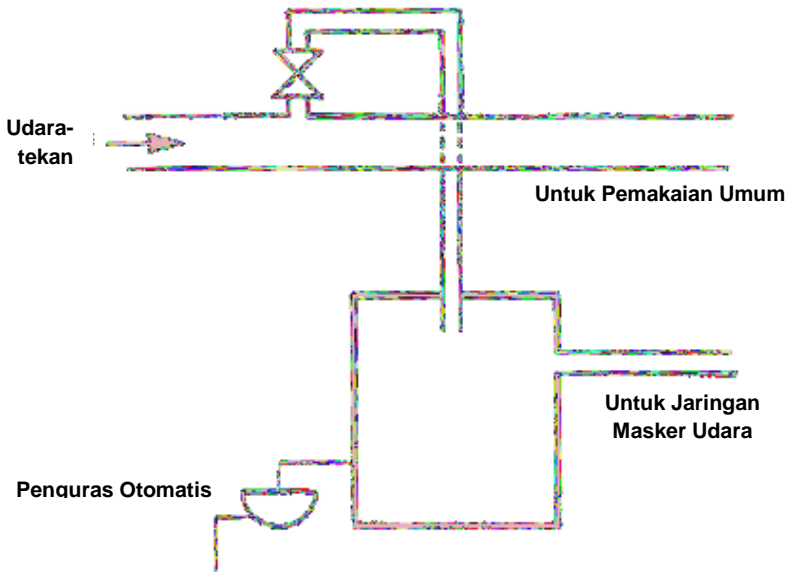 Udara-
tekan
Untuk Pemakaian Umum
Untuk Jaringan
Masker Udara
Penguras Otomatis